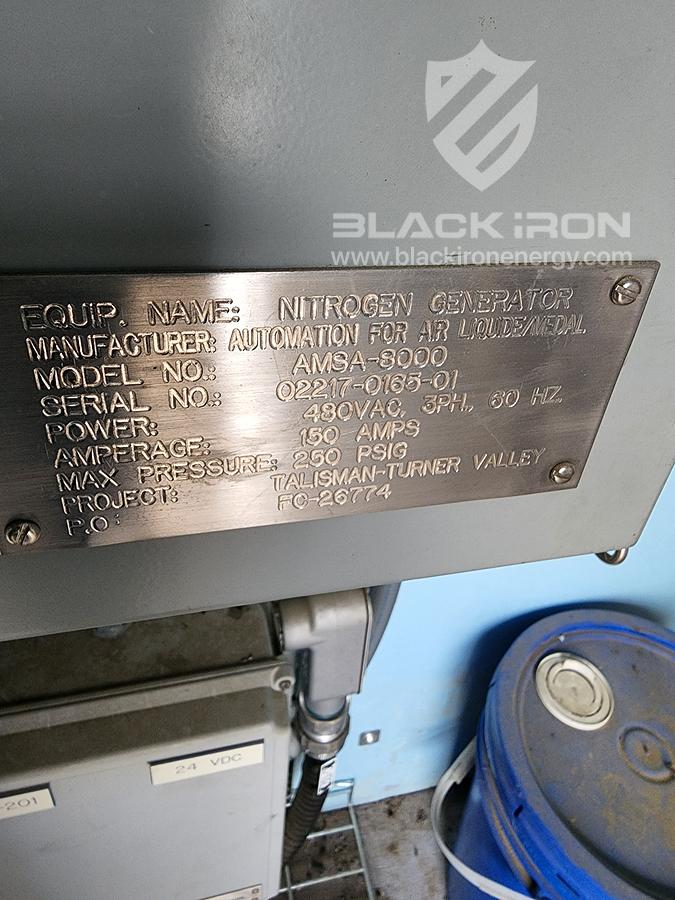 BLACK IRON
www.blackironenergy.com
EQUIP. NAME: NITROGEN GENERATOR
MANUFACTURER: AUTOMATION FOR AIR LIQUIDE/MEDAL
MODEL NO.: AMSA-8000
SERIAL NO.: 02217-0165-01
POWER: 480VAC, 3PH., 60 HZ.
AMPERAGE: 150 AMPS
MAX PRESSURE: 250 PSIG
PROJECT: TALISMAN-TURNER VALLEY
P.O: FC-26774
24 VDC
-201